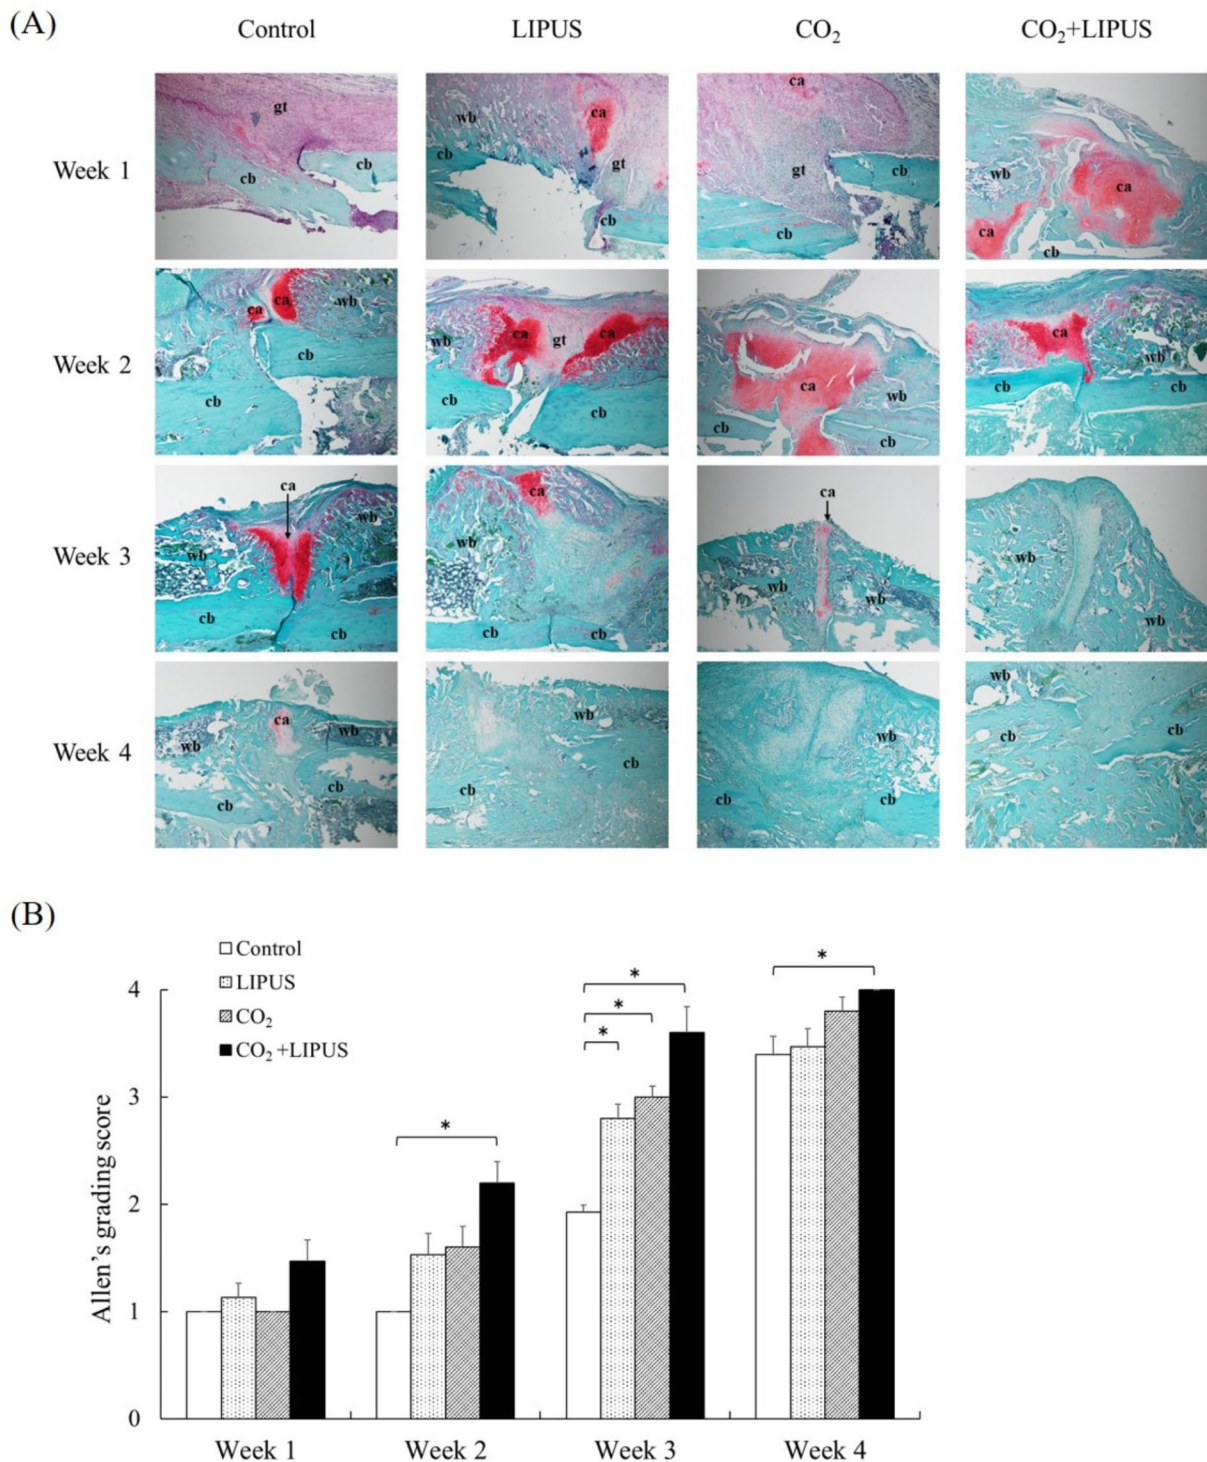 (A)
Control LIPUS CO₂ CO₂+LIPUS
Week 1
gt cb cb
wb ca cb gt cb
ca gt cb cb
wb ca ca cb
Week 2
ca ca wb cb cb
wb ca gt ca cb cb
ca wb cb cb
ca wb cb cb
Week 3
ca wb wb cb cb
ca wb cb cb
ca wb wb
wb wb
Week 4
ca wb wb cb cb
wb cb cb
wb cb cb
wb cb cb
(B)
Control
LIPUS
CO₂
CO₂ +LIPUS
Allen's grading score
4
3
2
1
0
* * * * *
Week 1 Week 2 Week 3 Week 4